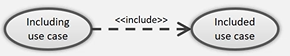 Including
use case
<<include>>
Included
use case